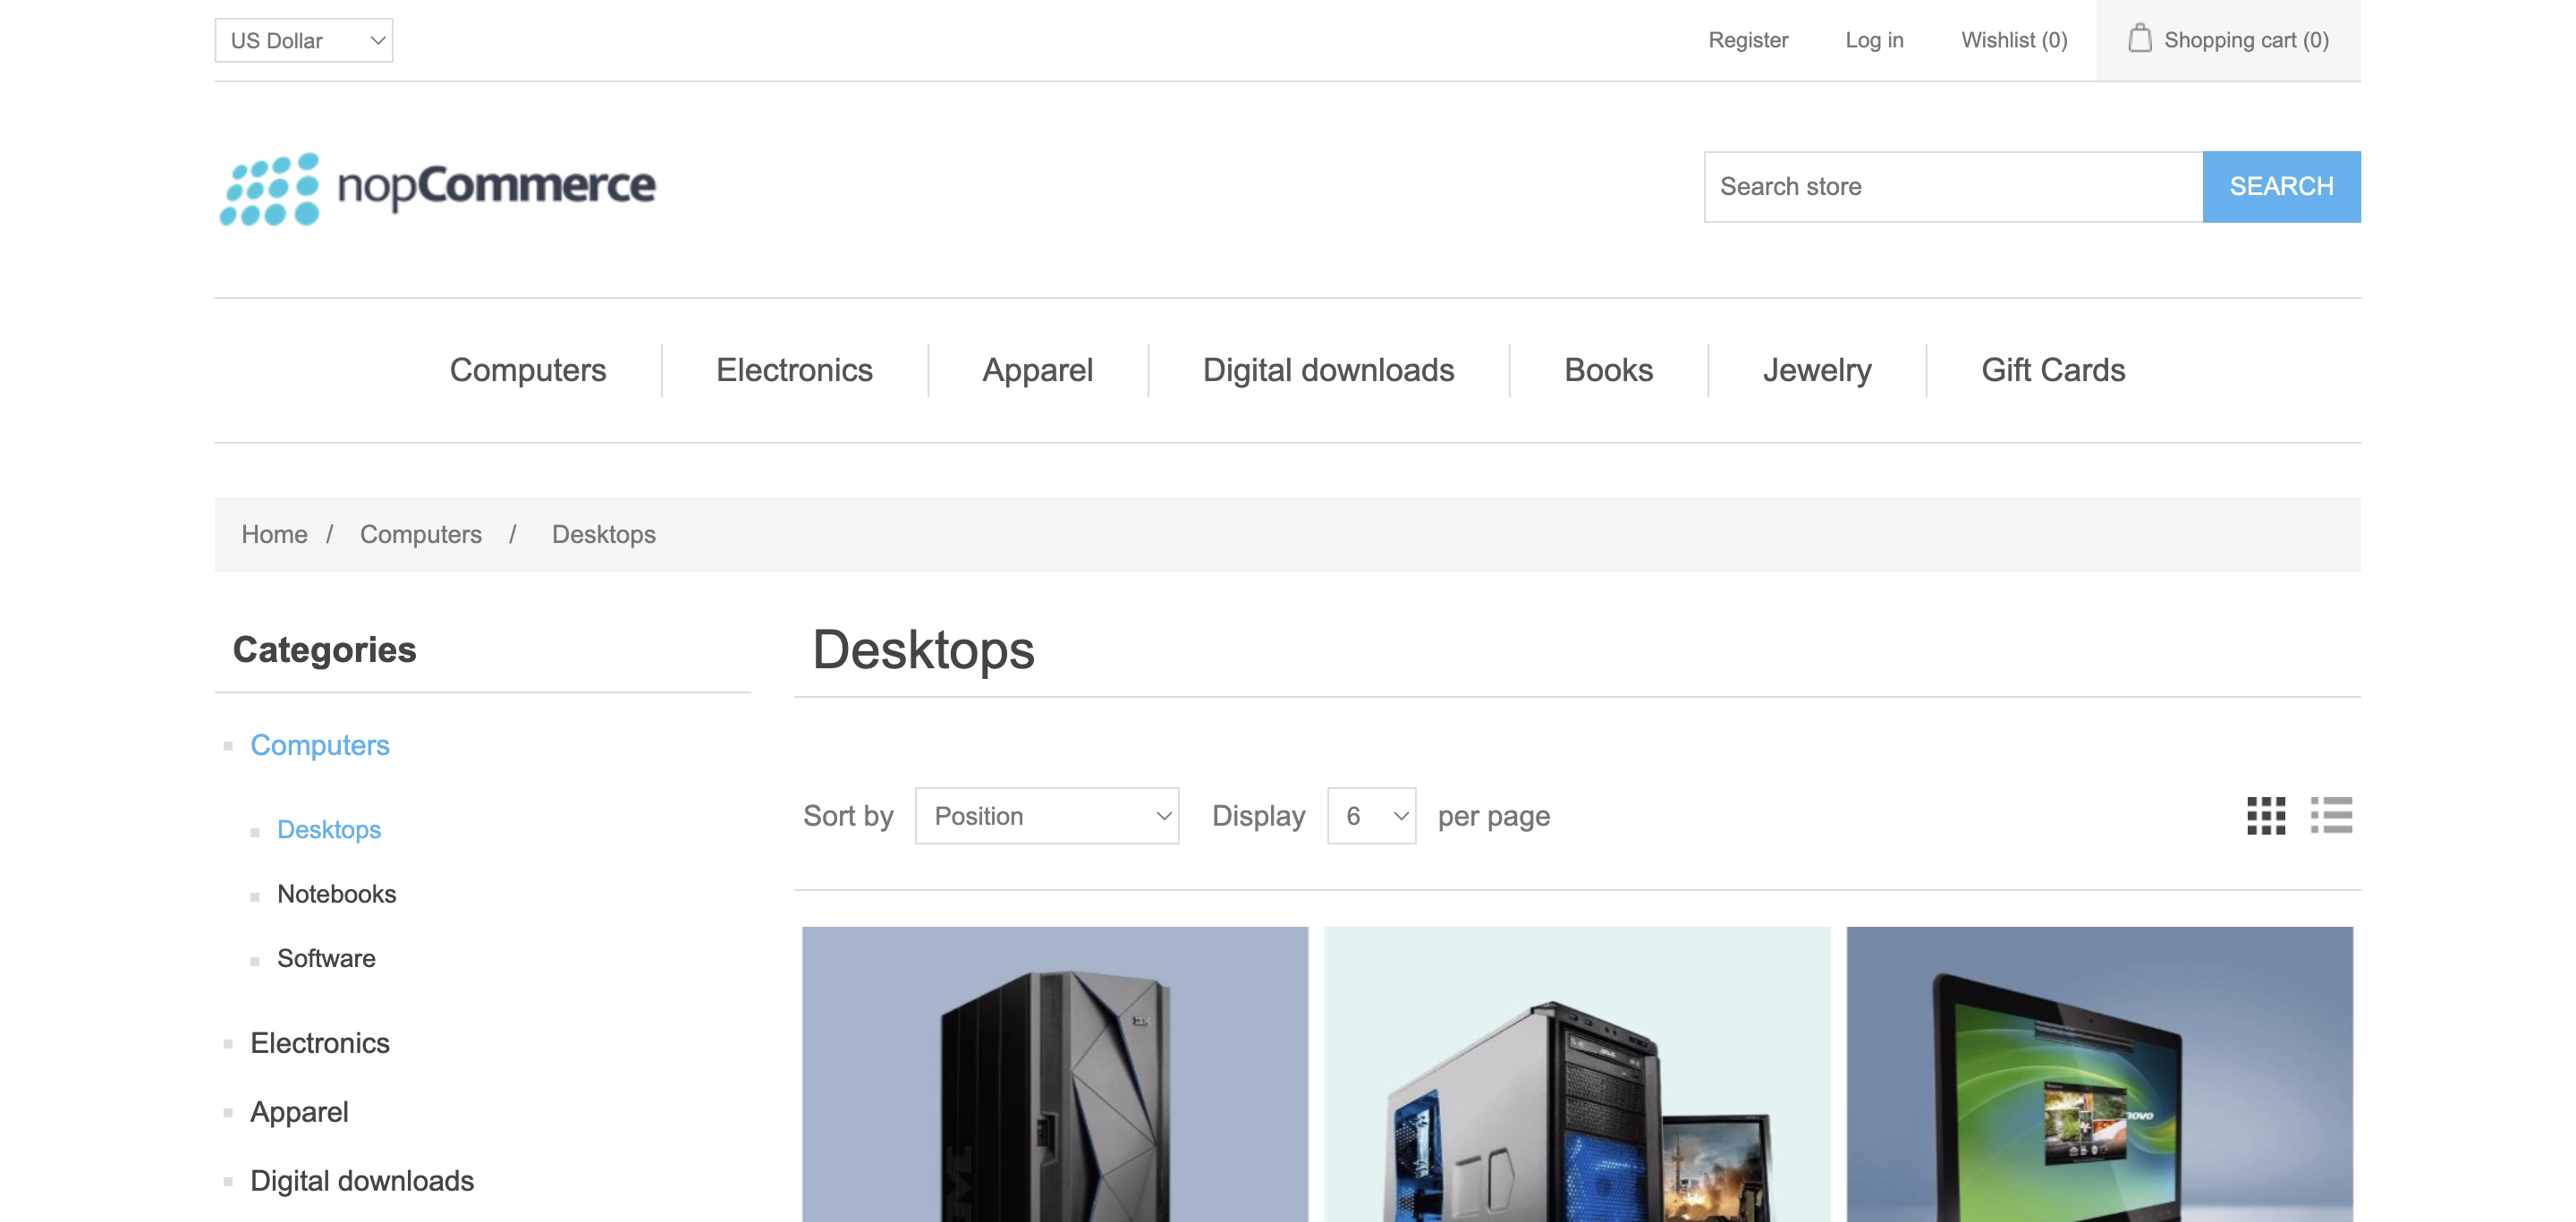 US Dollar
Register Log in Wishlist (0) Shopping cart (0)
nopCommerce
Search store SEARCH
Computers Electronics Apparel Digital downloads Books Jewelry Gift Cards
Home / Computers / Desktops
Categories
Desktops
Computers
Sort by Position Display 6 per page
Desktops
Notebooks
Software
Electronics
Apparel
Digital downloads
IBM
novo